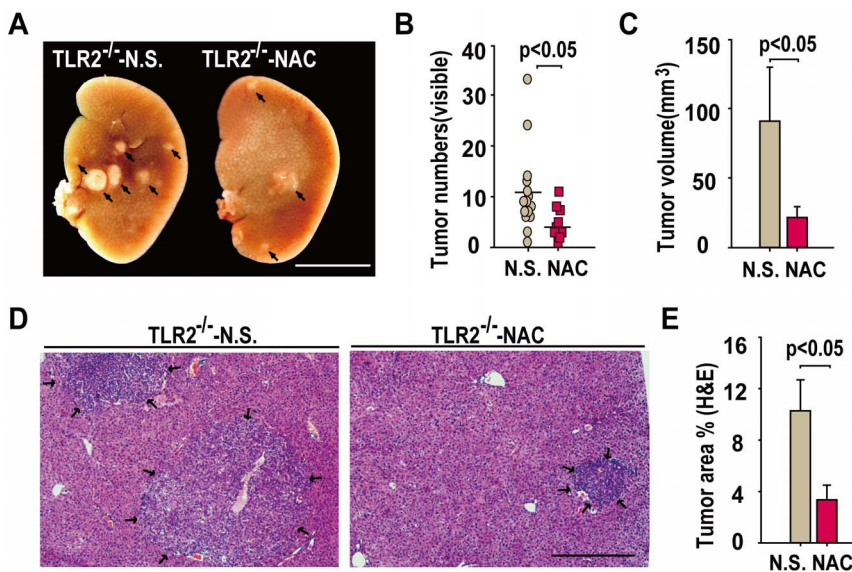 A
TLR2-/--N.S. TLR2-/--NAC
B
Tumor numbers(visible)
40
30
20
10
0
p<0.05
N.S. NAC
C
Tumor volume(mm3)
150
100
50
0
p<0.05
N.S. NAC
D
TLR2-/--N.S. TLR2-/--NAC
E
Tumor area % (H&E)
16
12
8
4
0
p<0.05
N.S. NAC